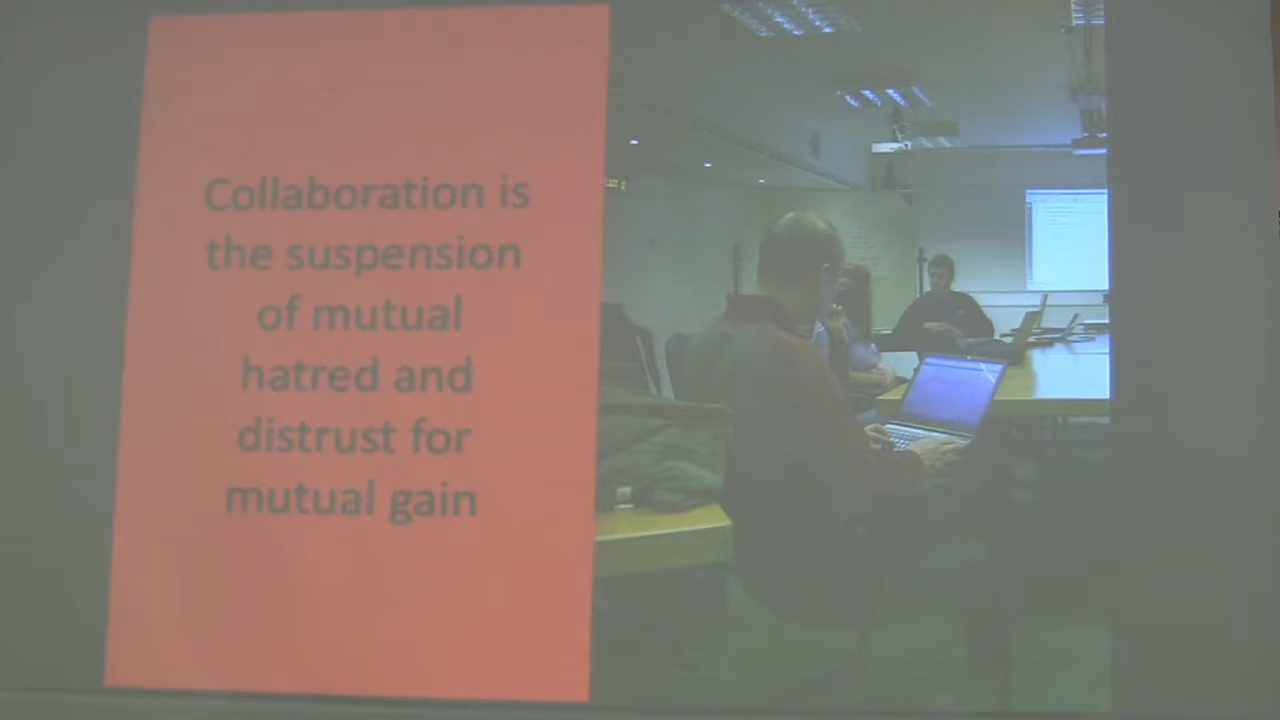 Collaboration is
the suspension
of mutual
hatred and
distrust for
mutual gain